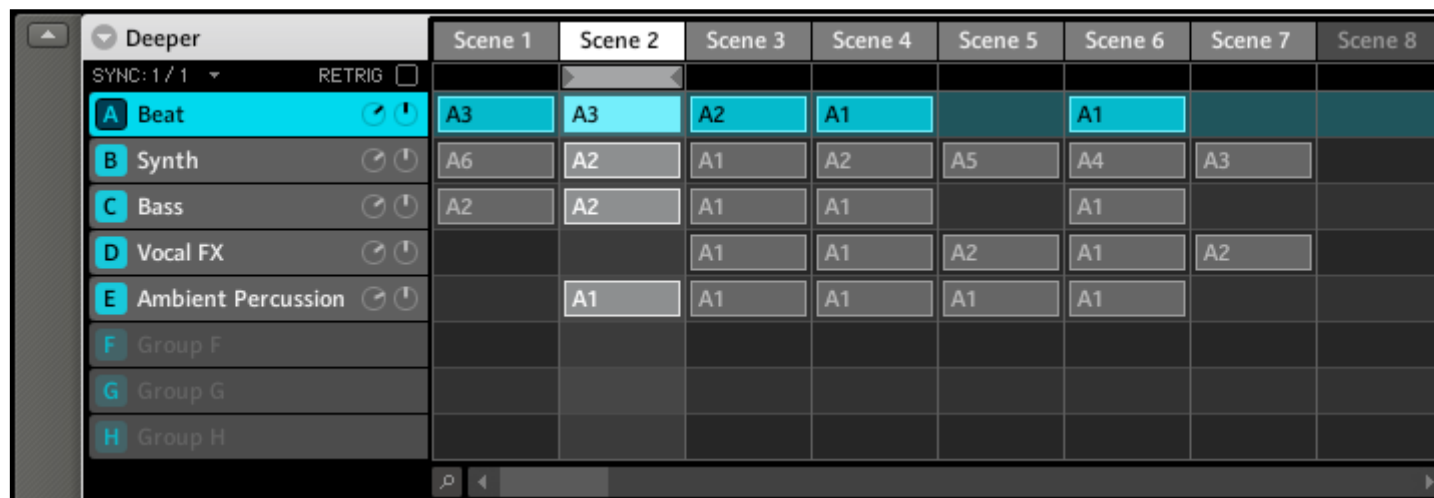 Deeper Scene 1 Scene 2 Scene 3 Scene 4 Scene 5 Scene 6 Scene 7 Scene 8
SYNC: 1 / 1 RETRIG
A Beat A3 A3 A2 A1 A1
B Synth A6 A2 A1 A2 A5 A4 A3
C Bass A2 A2 A1 A1 A1
D Vocal FX A1 A1 A2 A1 A2
E Ambient Percussion A1 A1 A1 A1 A1
F Group F
G Group G
H Group H